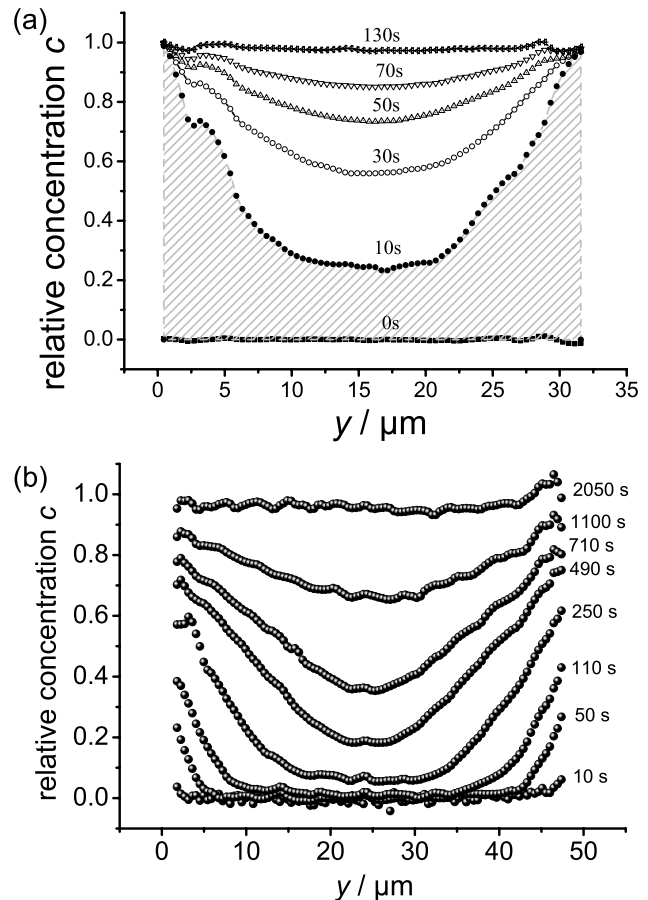 (a)
1.0
0.8
0.6
0.4
0.2
0.0
relative concentration c
130s
70s
50s
30s
10s
0s
0 5 10 15 20 25 30 35
y / µm
(b)
1.0
0.8
0.6
0.4
0.2
0.0
relative concentration c
2050 s
1100 s
710 s
490 s
250 s
110 s
50 s
10 s
0 10 20 30 40 50
y / µm